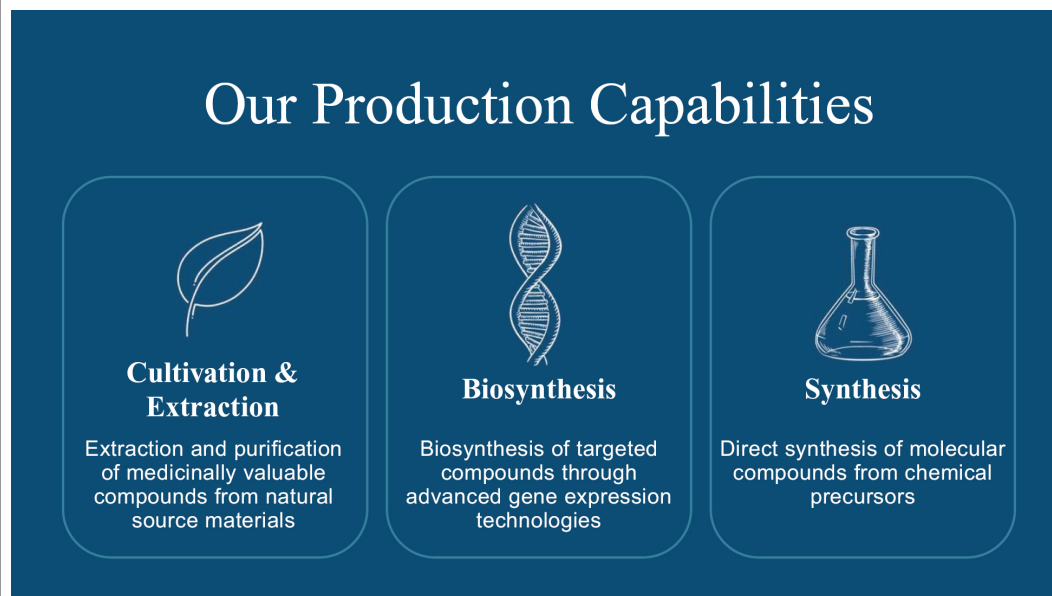 Our Production Capabilities
Cultivation &
Extraction
Extraction and purification
of medicinally valuable
compounds from natural
source materials
Biosynthesis
Biosynthesis of targeted
compounds through
advanced gene expression
technologies
Synthesis
Direct synthesis of molecular
compounds from chemical
precursors